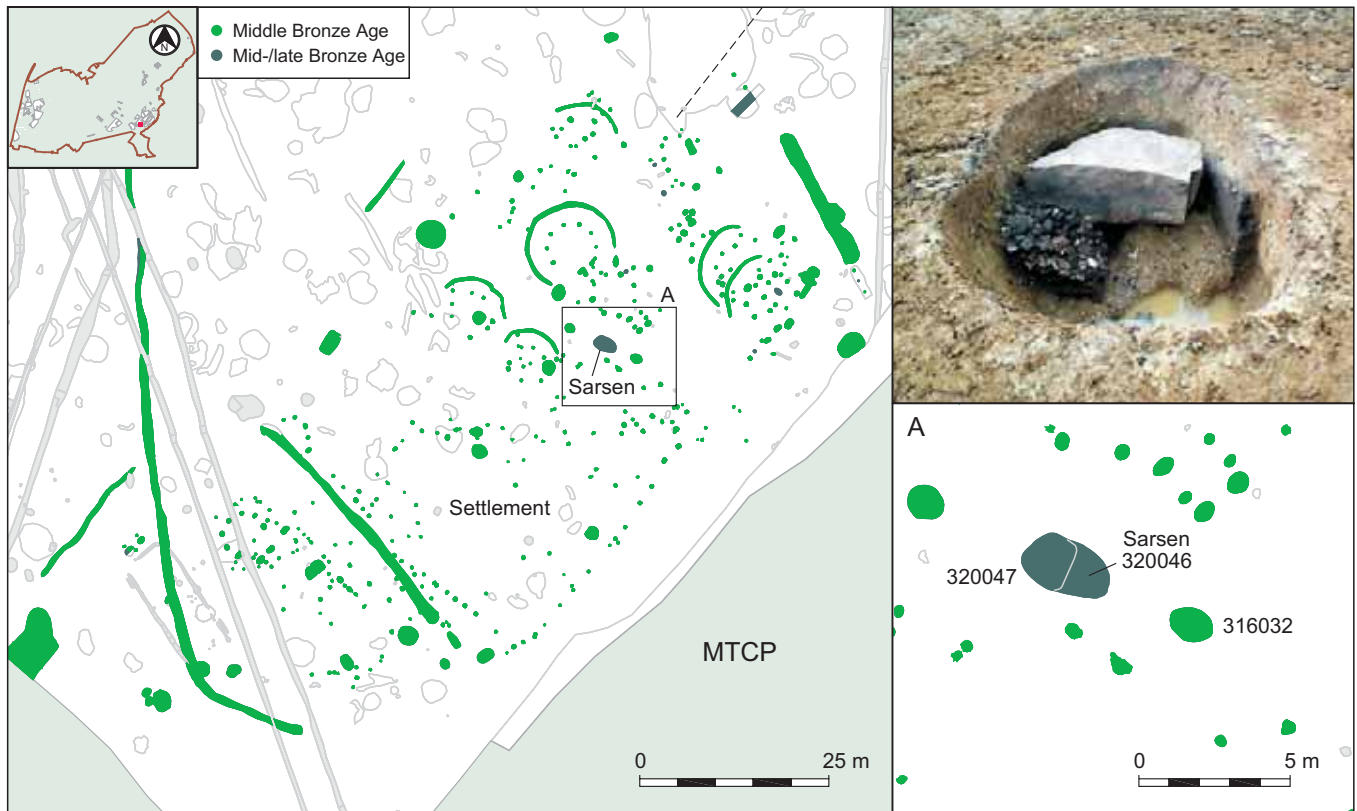 N
Middle Bronze Age
Mid-/late Bronze Age
A
Sarsen
Settlement
MTCP
0 25 m
A
Sarsen
320046
320047
316032
0 5 m